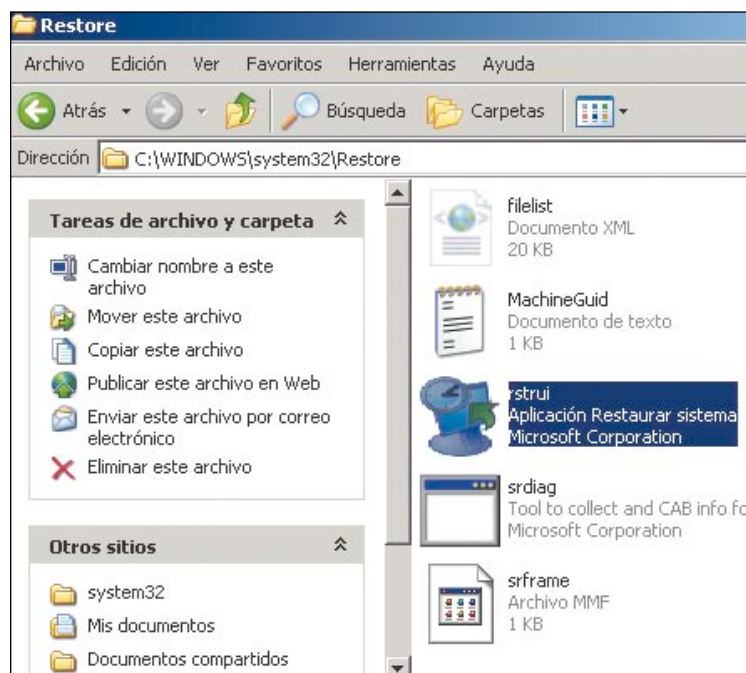 Restore
Archivo Edición Ver Favoritos Herramientas Ayuda
Atrás Búsqueda Carpetas
Dirección C:\WINDOWS\system32\Restore
Tareas de archivo y carpeta
Cambiar nombre a este
archivo
Mover este archivo
Copiar este archivo
Publicar este archivo en Web
Enviar este archivo por correo
electrónico
Eliminar este archivo
Otros sitios
system32
Mis documentos
Documentos compartidos
filelist
Documento XML
20 KB
MachineGuid
Documento de texto
1 KB
rstrui
Aplicación Restaurar sistema
Microsoft Corporation
srdiag
Tool to collect and CAB info
Microsoft Corporation
srframe
Archivo MMF
1 KB